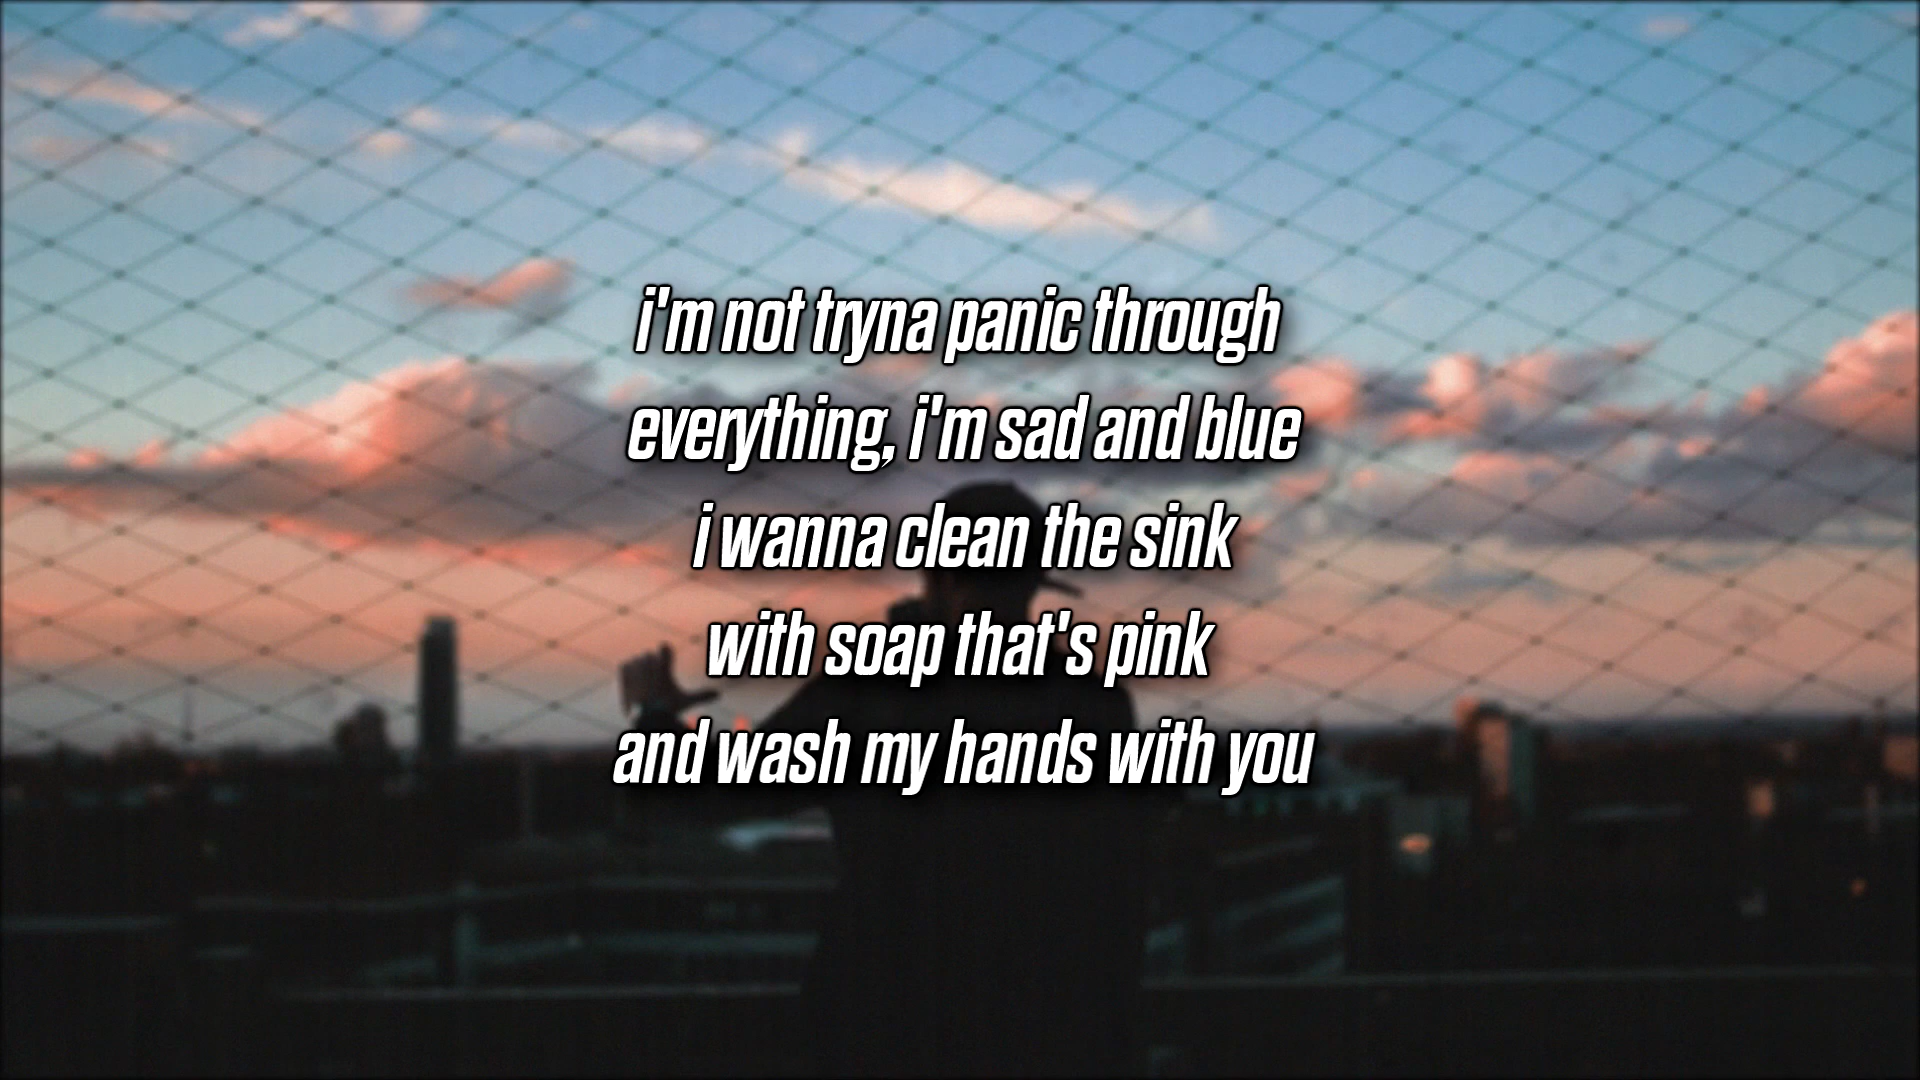 i'm not tryna panic through
everything, i'm sad and blue
i wanna clean the sink
with soap that's pink
and wash my hands with you